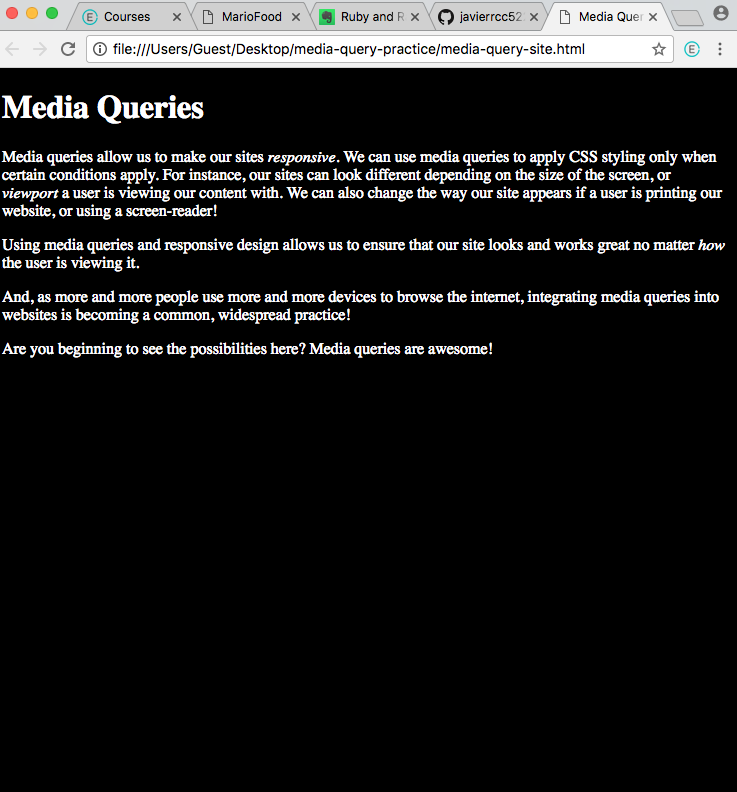 Courses MarioFood Ruby and R javierrcc52 Media Quer
file:///Users/Guest/Desktop/media-query-practice/media-query-site.html
Media Queries
Media queries allow us to make our sites responsive. We can use media queries to apply CSS styling only when
certain conditions apply. For instance, our sites can look different depending on the size of the screen, or
viewport a user is viewing our content with. We can also change the way our site appears if a user is printing our
website, or using a screen-reader!
Using media queries and responsive design allows us to ensure that our site looks and works great no matter how
the user is viewing it.
And, as more and more people use more and more devices to browse the internet, integrating media queries into
websites is becoming a common, widespread practice!
Are you beginning to see the possibilities here? Media queries are awesome!